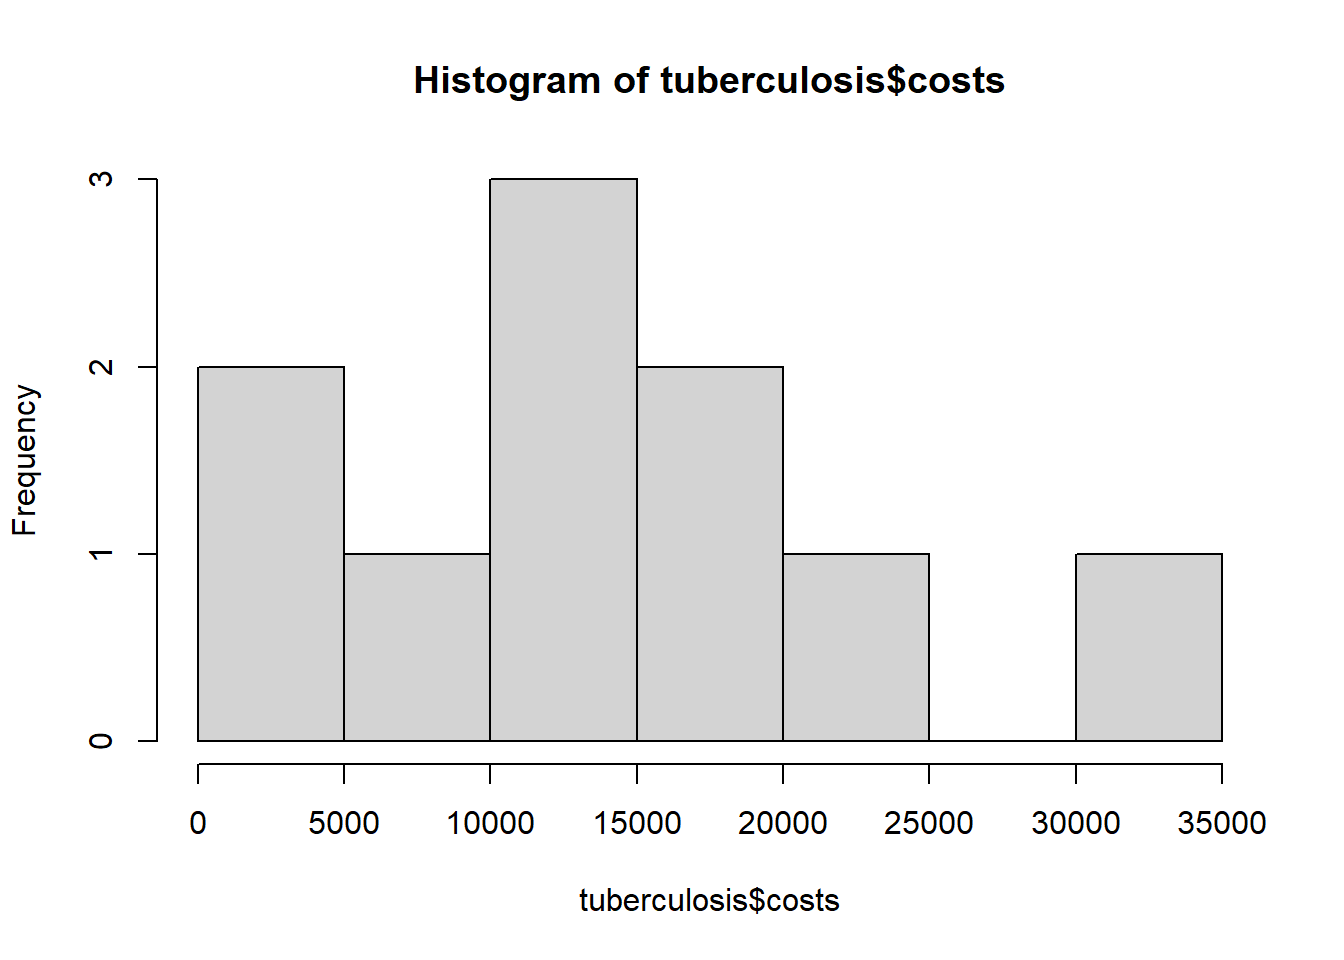 Histogram of tuberculosis$costs
3
2
1
0
Frequency
0 5000 10000 15000 20000 25000 30000 35000
tuberculosis$costs